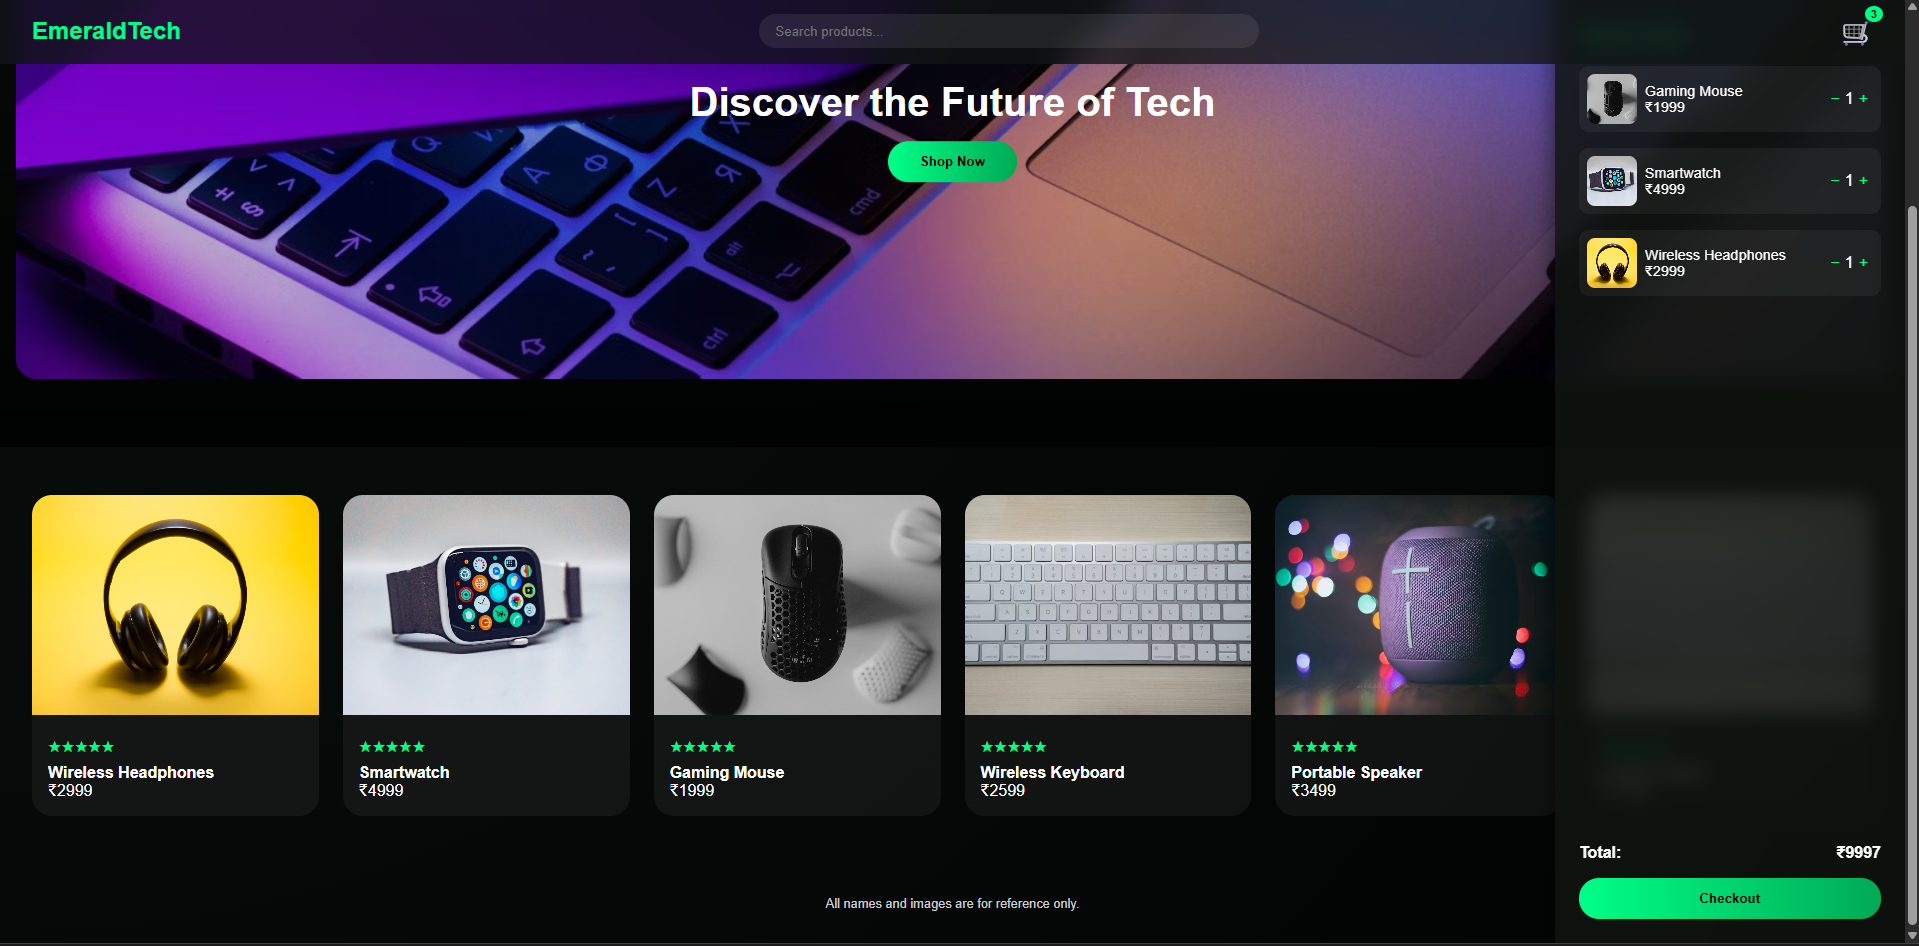 EmeraldTech
Search products...
3
Discover the Future of Tech
Shop Now
Gaming Mouse
₹1999
− 1 +
Smartwatch
₹4999
− 1 +
Wireless Headphones
₹2999
− 1 +
★★★★★
Wireless Headphones
₹2999
★★★★★
Smartwatch
₹4999
★★★★★
Gaming Mouse
₹1999
★★★★★
Wireless Keyboard
₹2599
★★★★★
Portable Speaker
₹3499
Total: ₹9997
Checkout
All names and images are for reference only.